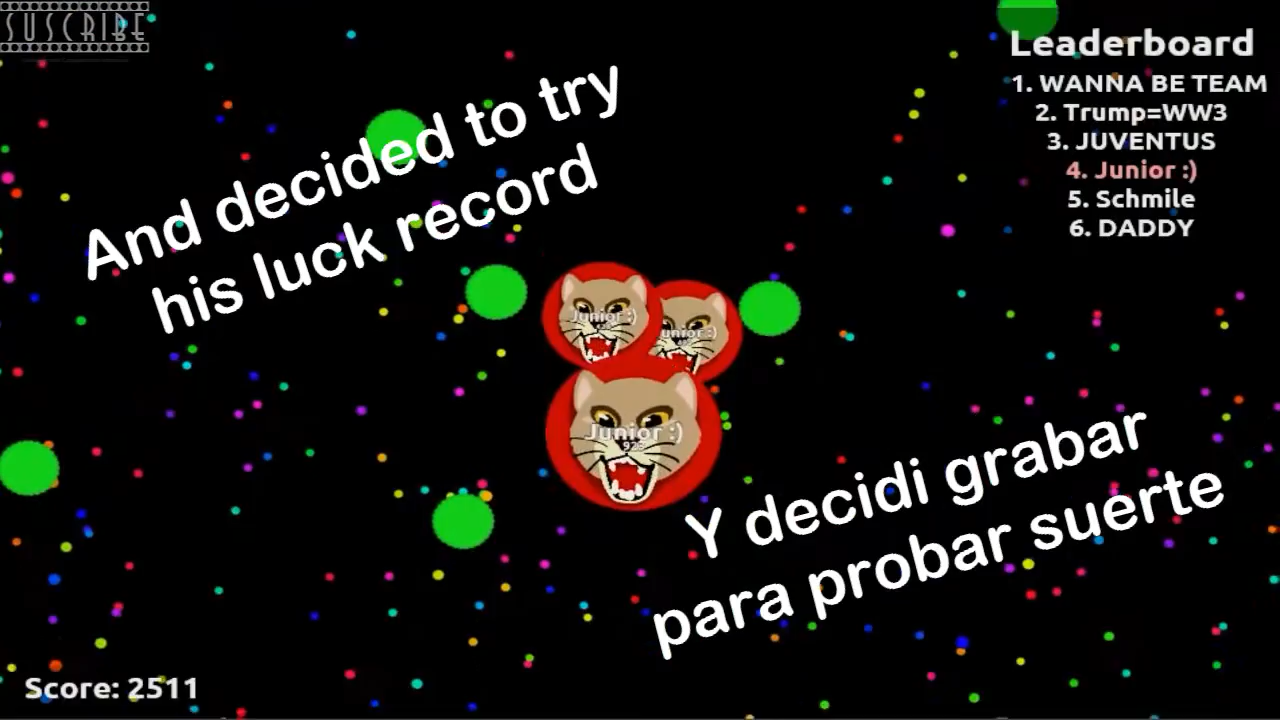 SUSCRIBE
Leaderboard
1. WANNA BE TEAM
2. Trump=WW3
3. JUVENTUS
4. Junior :)
5. Schmile
6. DADDY
And decided to try
his luck record
Junior :)
unior :)
Junior :)
Y decidi grabar
para probar suerte
Score: 2511